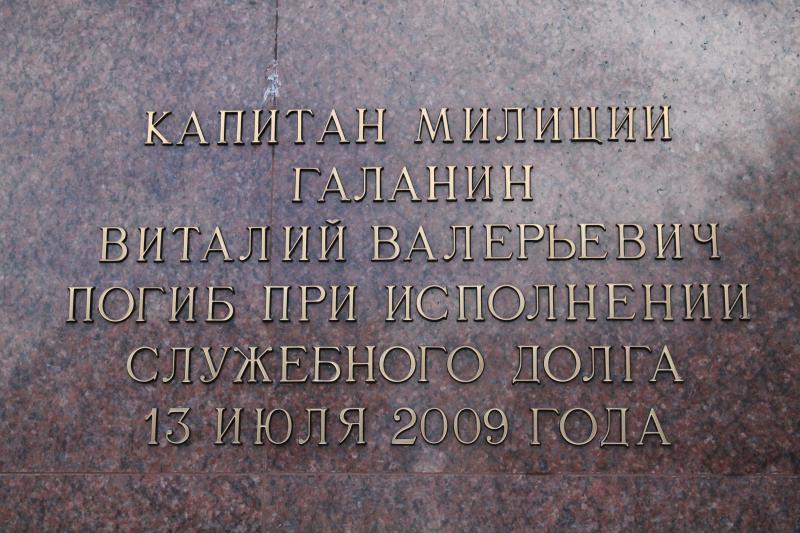 КАПИТАН МИЛИЦИИ
ГАЛАНИН
ВИТАЛИЙ ВАЛЕРЬЕВИЧ
ПОГИБ ПРИ ИСПОЛНЕНИИ
СЛУЖЕБНОГО ДОЛГА
13 ИЮЛЯ 2009 ГОДА